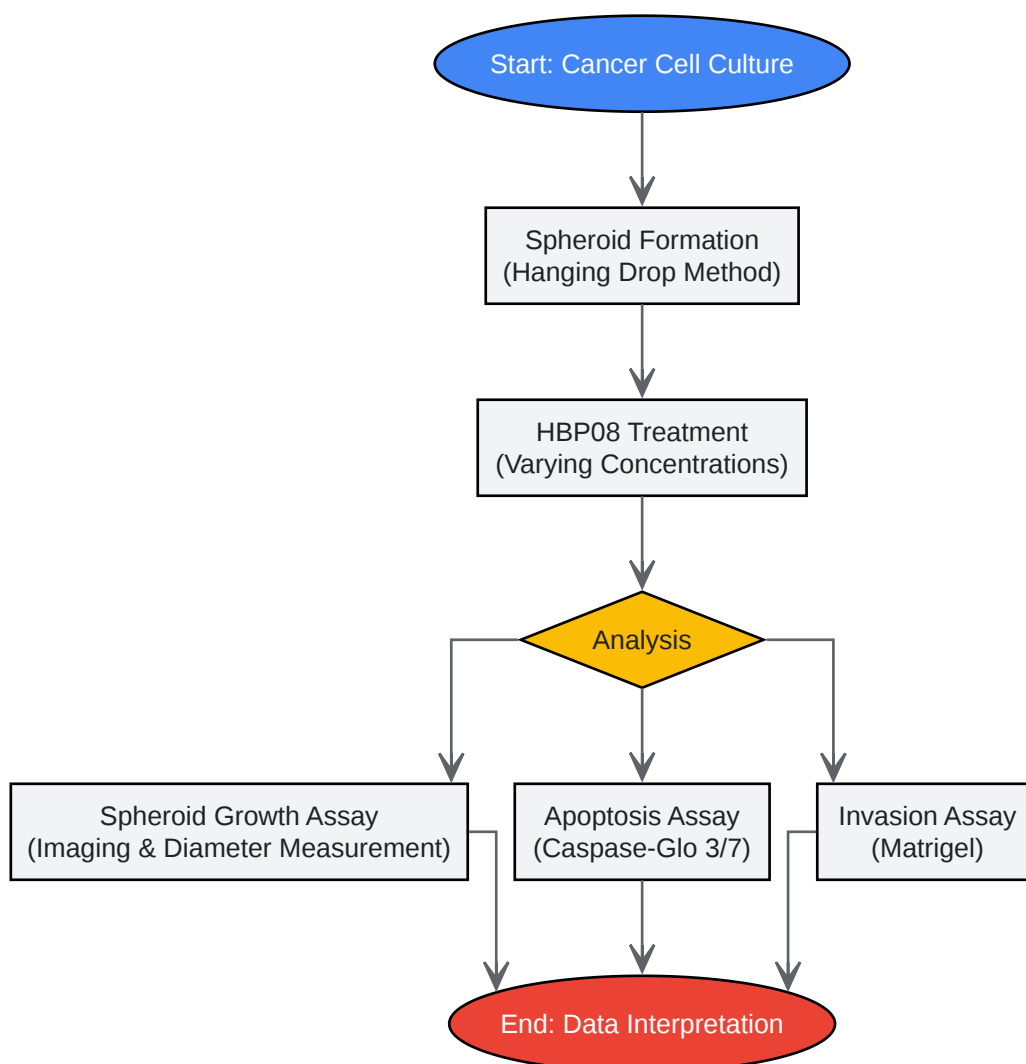 Start: Cancer Cell Culture
Spheroid Formation
(Hanging Drop Method)
HBP08 Treatment
(Varying Concentrations)
Analysis
Spheroid Growth Assay
(Imaging & Diameter Measurement)
Apoptosis Assay
(Caspase-Glo 3/7)
Invasion Assay
(Matrigel)
End: Data Interpretation